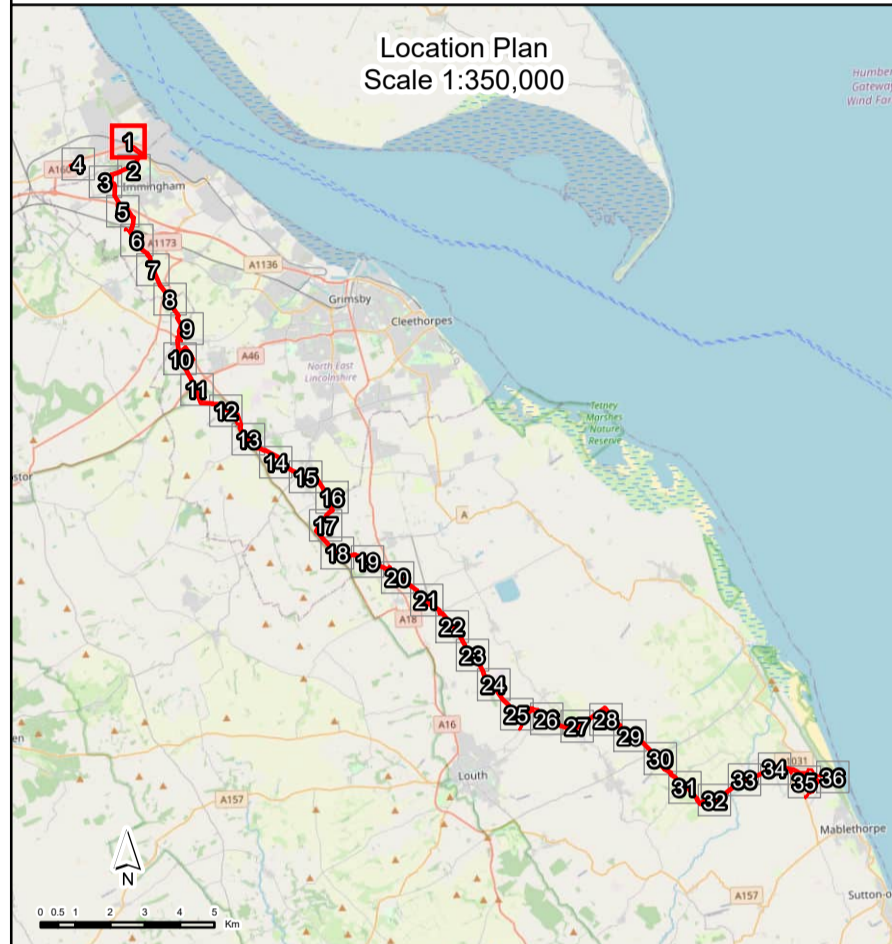 Location Plan
Scale 1:350,000
Humber
Gateway
Wind Far
1
4
A160
2
3
Immingham
5
6
A1173
7
A1136
8
Grimsby
9
Cleethorpes
10
A46
North East
Lincolnshire
11
12
Tetney
Marshes
Nature
Reserve
13
14
stor
15
16
A
17
18
19
20
21
A18
22
23
24
25
26
27
28
A16
29
en
30
1031
34
36
Louth
33
35
31
A157
32
Mablethorpe
N
A157
Sutton-o
0 0.5 1 2 3 4 5
Km